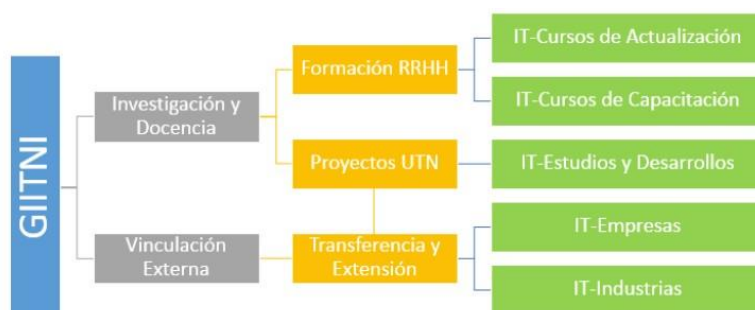 GIITNI
Investigación y
Docencia
Vinculación
Externa
Formación RRHH
Proyectos UTN
Transferencia y
Extensión
IT-Cursos de Actualización
IT-Cursos de Capacitación
IT-Estudios y Desarrollos
IT-Empresas
IT-Industrias